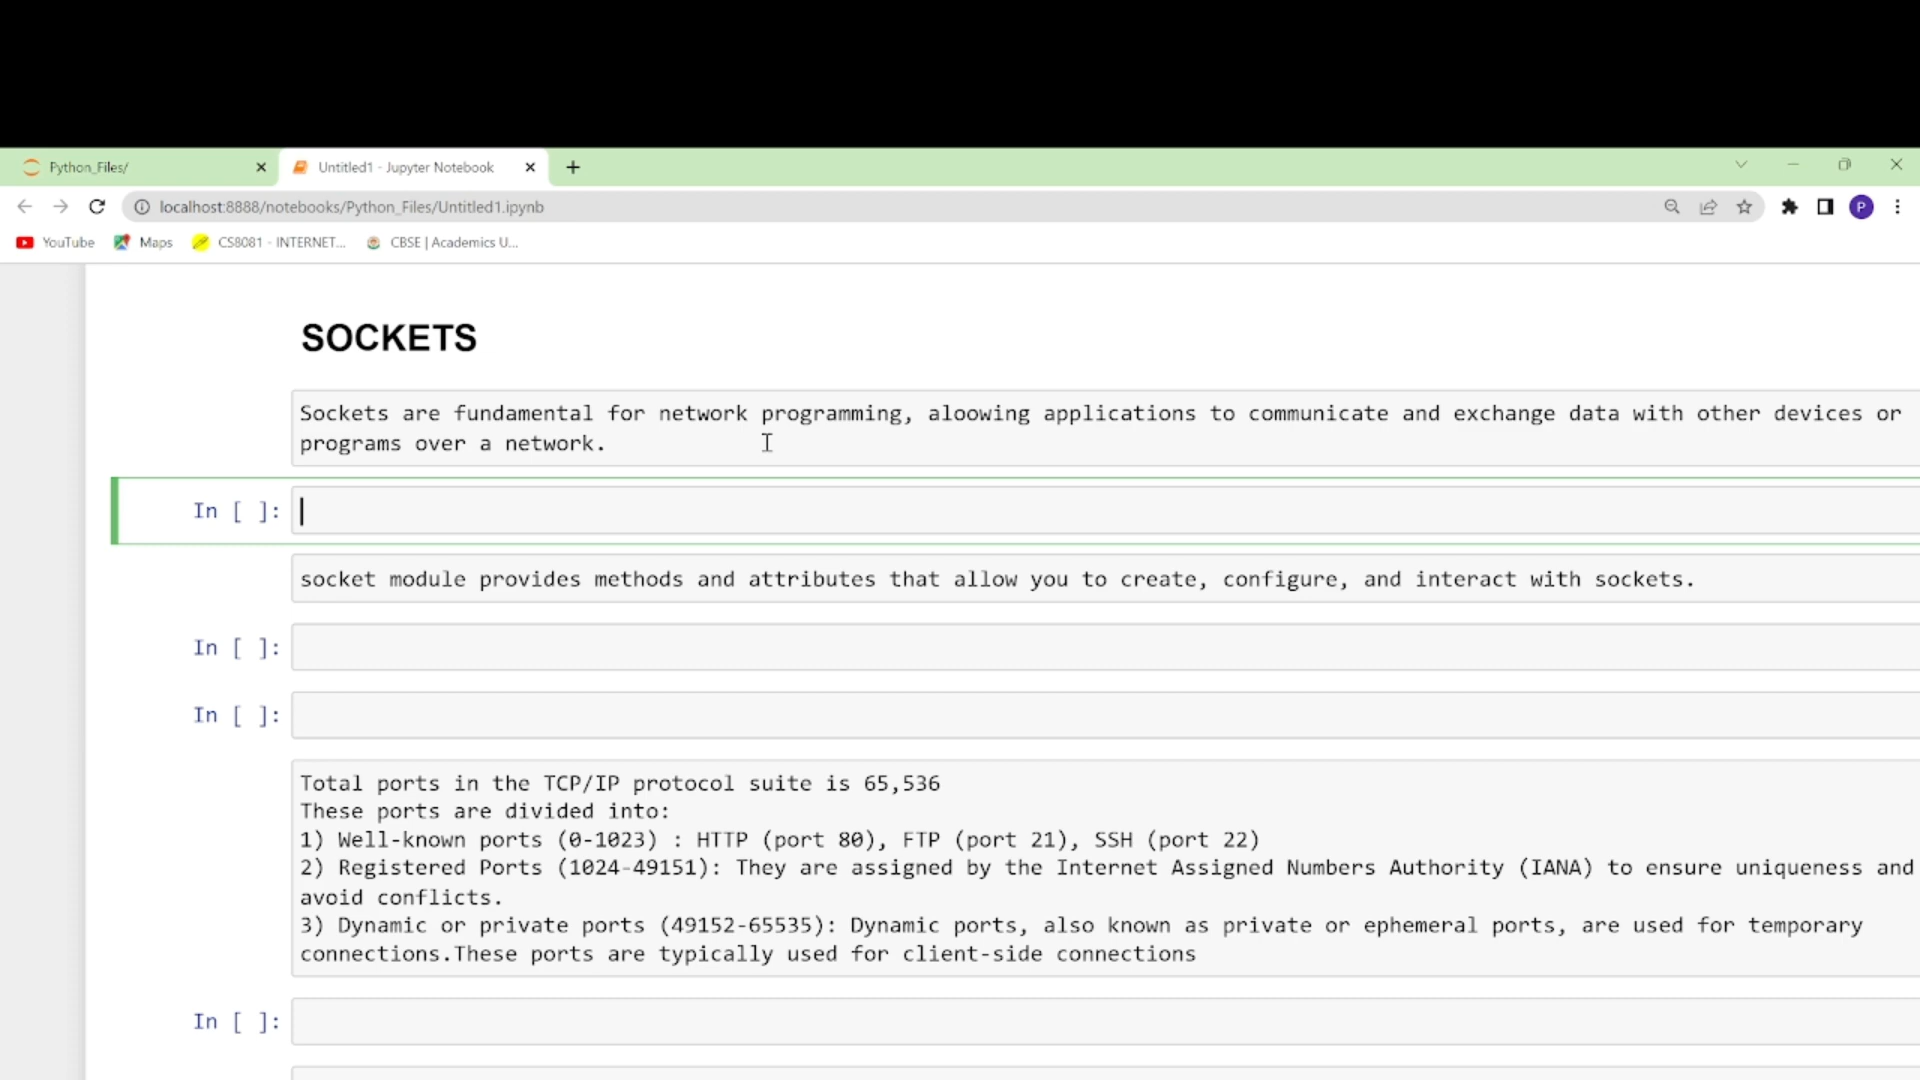 Python_Files/
Untitled1 - Jupyter Notebook
localhost:8888/notebooks/Python_Files/Untitled1.ipynb
P
YouTube
Maps
CS8081 - INTERNET...
CBSE | Academics U...
SOCKETS
Sockets are fundamental for network programming, aloowing applications to communicate and exchange data with other devices or
programs over a network.
In [ ]:
socket module provides methods and attributes that allow you to create, configure, and interact with sockets.
In [ ]:
In [ ]:
Total ports in the TCP/IP protocol suite is 65,536
These ports are divided into:
1) Well-known ports (0-1023) : HTTP (port 80), FTP (port 21), SSH (port 22)
2) Registered Ports (1024-49151): They are assigned by the Internet Assigned Numbers Authority (IANA) to ensure uniqueness and
avoid conflicts.
3) Dynamic or private ports (49152-65535): Dynamic ports, also known as private or ephemeral ports, are used for temporary
connections.These ports are typically used for client-side connections
In [ ]: